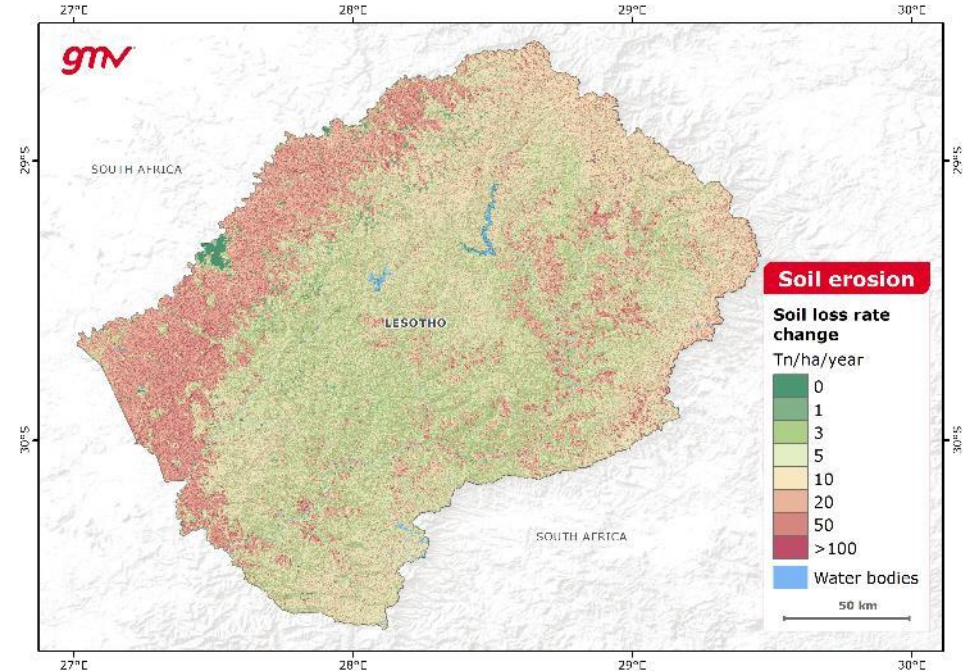 27°E 28°E 29°E 30°E
gmv
SOUTH AFRICA
29°S 29°S
LESOTHO
Soil erosion
Soil loss rate
change
Tn/ha/year
0
1
3
5
10
20
50
>100
Water bodies
50 km
30°S 30°S
SOUTH AFRICA
27°E 28°E 29°E 30°E